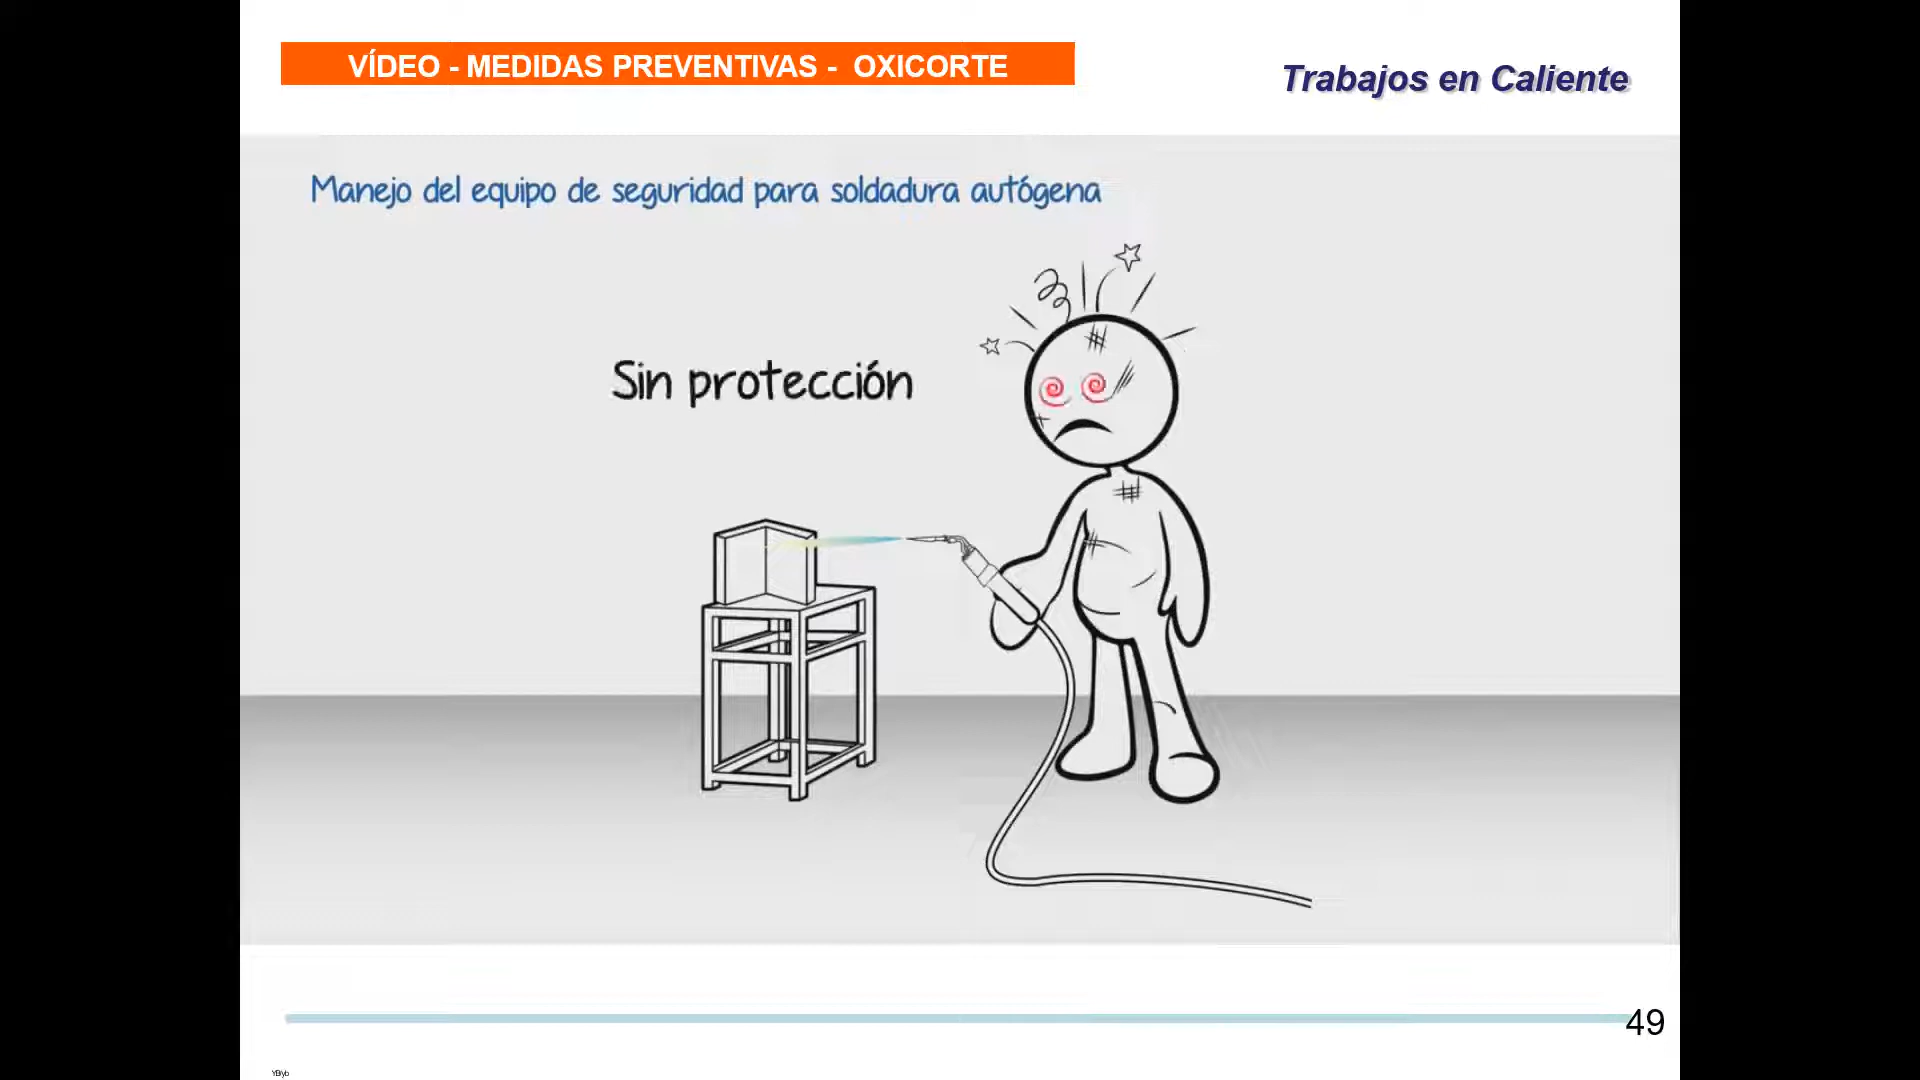 VÍDEO - MEDIDAS PREVENTIVAS - OXICORTE
Trabajos en Caliente
Manejo del equipo de seguridad para soldadura autógena
Sin protección
49